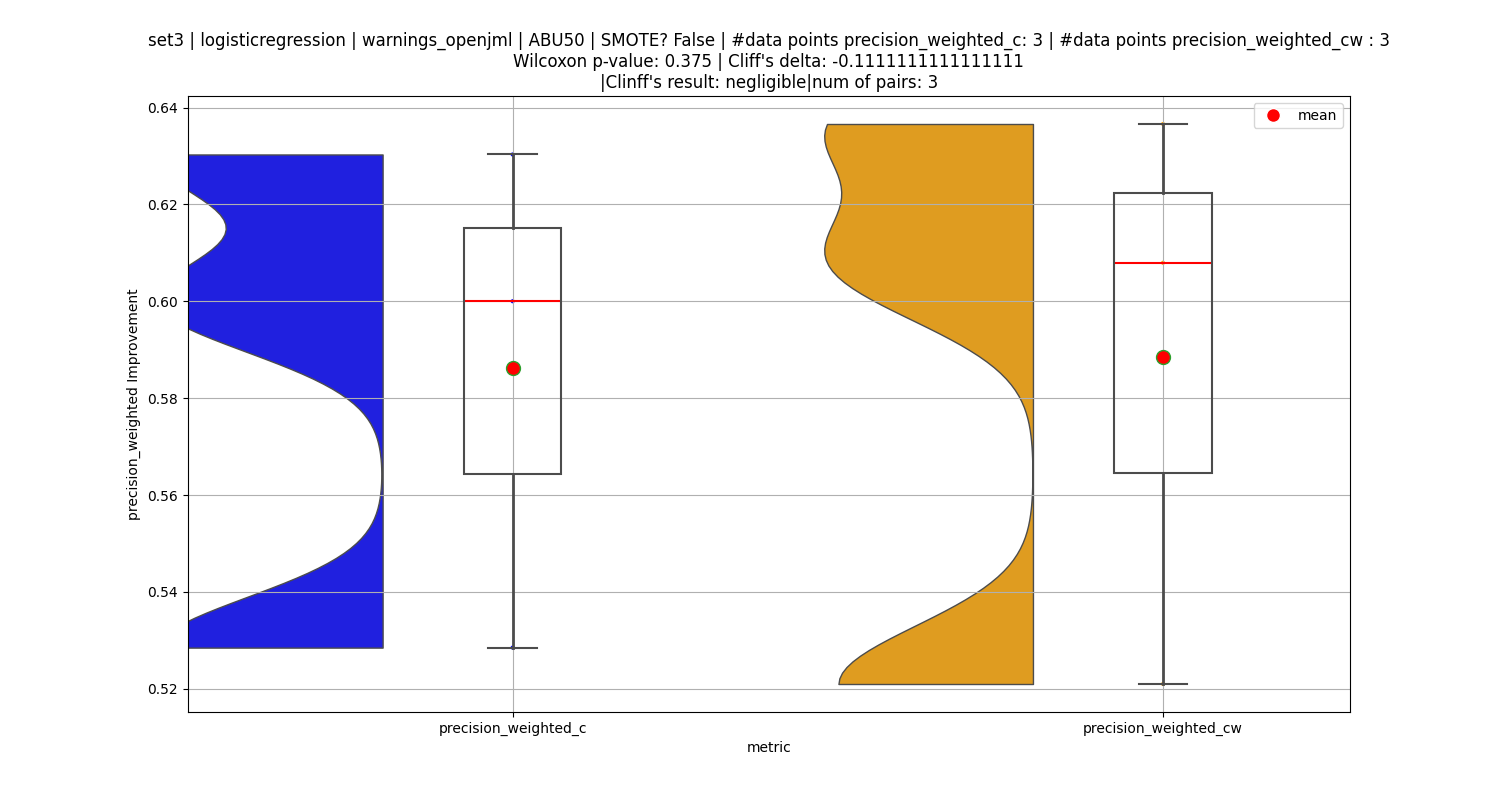 set3 | logisticregression | warnings_openjml | ABU50 | SMOTE? False | #data points precision_weighted_c: 3 | #data points precision_weighted_cw : 3
Wilcoxon p-value: 0.375 | Cliff's delta: -0.1111111111111111
|Clinff's result: negligible|num of pairs: 3
mean
0.64
0.62
0.60
0.58
0.56
0.54
0.52
precision_weighted Improvement
precision_weighted_c
precision_weighted_cw
metric